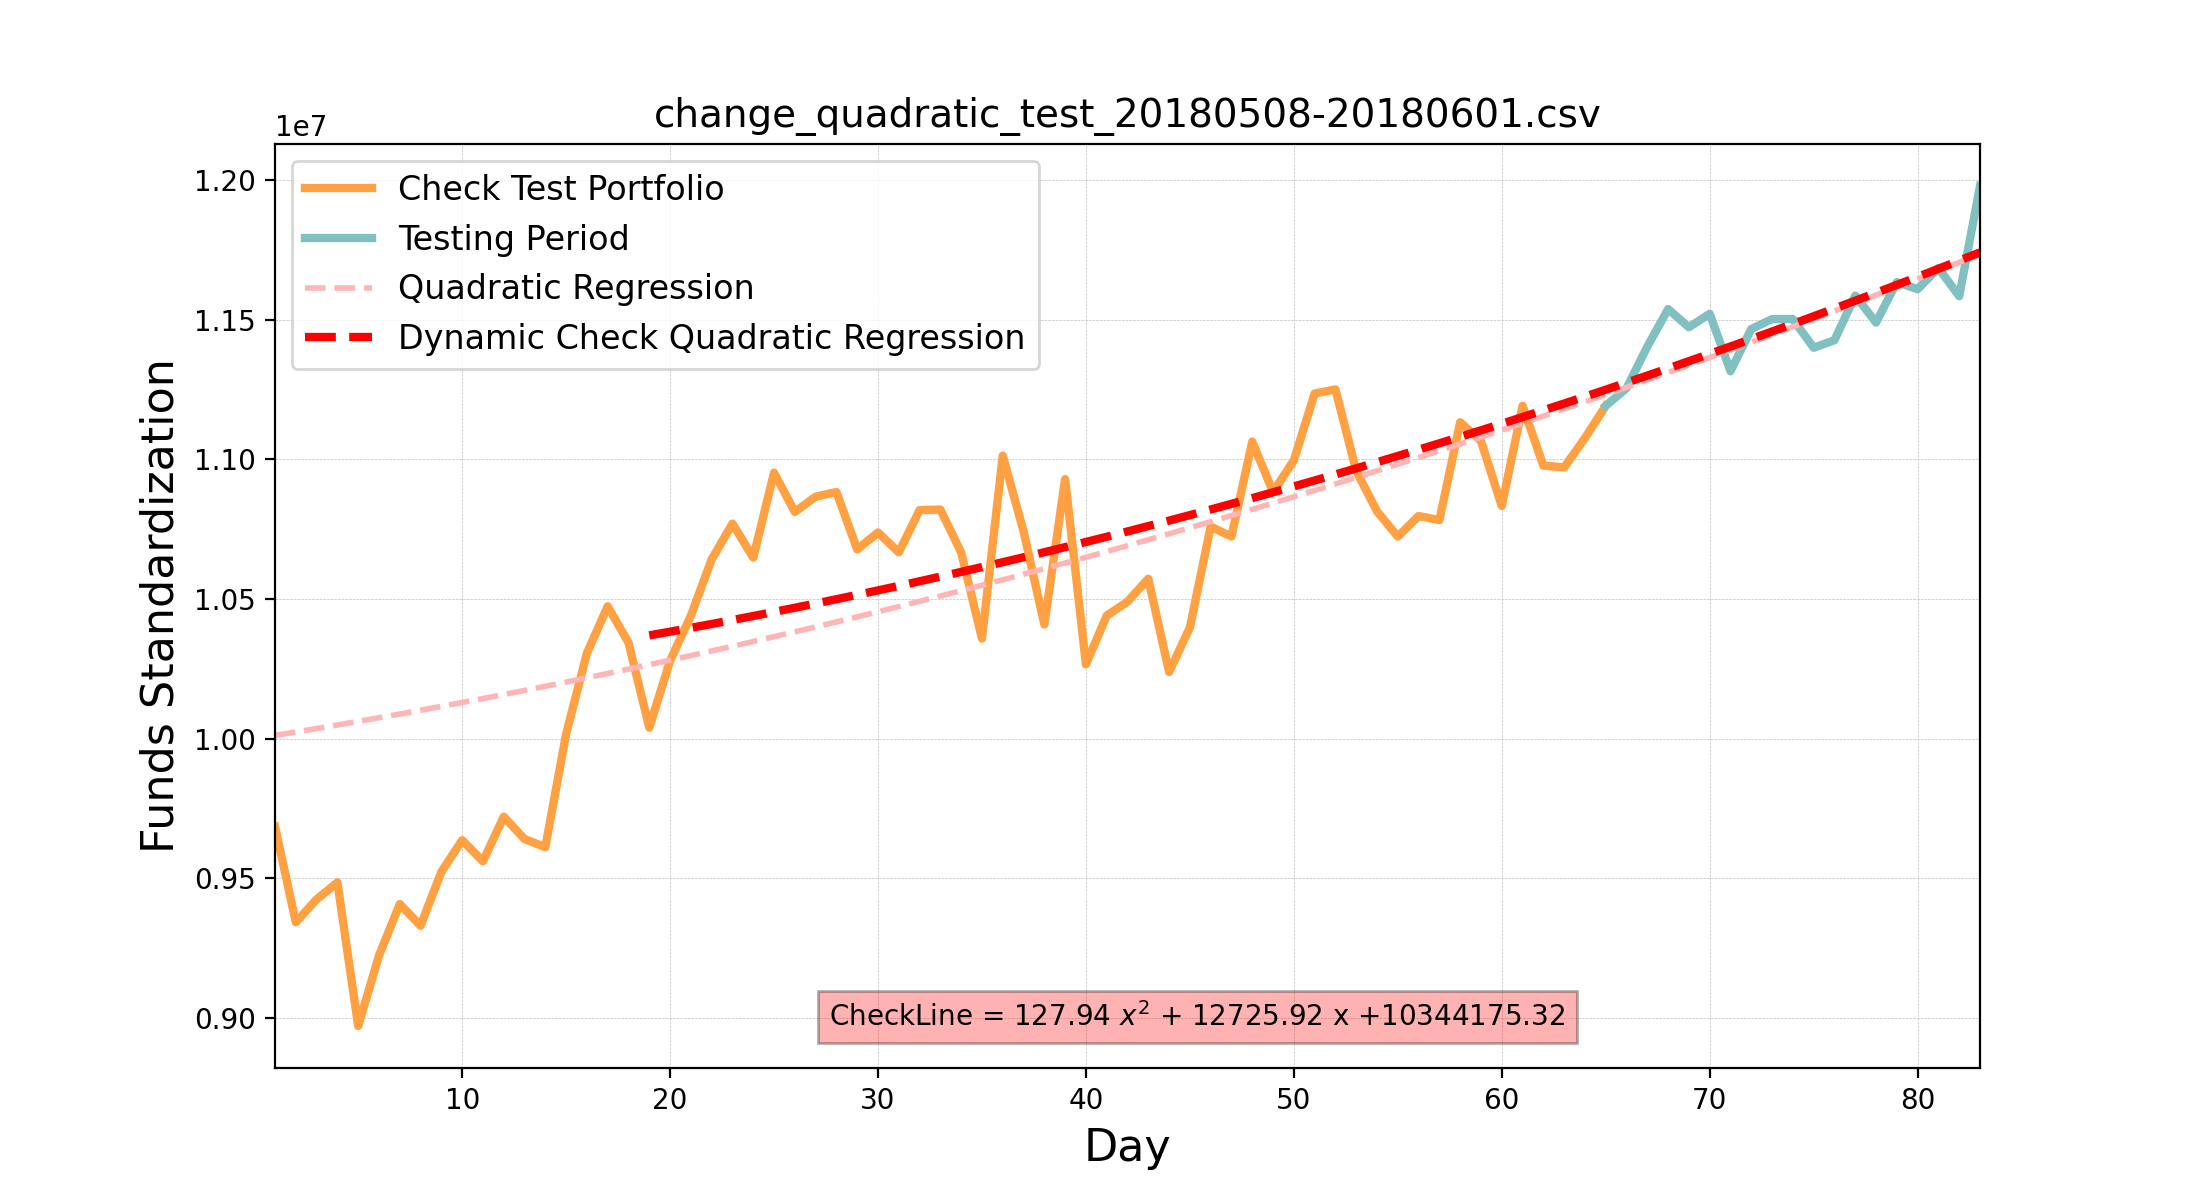 change_quadratic_test_20180508-20180601.csv
1e7
Check Test Portfolio
Testing Period
Quadratic Regression
Dynamic Check Quadratic Regression
1.20
1.15
1.10
1.05
1.00
0.95
0.90
Funds Standardization
CheckLine = 127.94 x² + 12725.92 x +10344175.32
10 20 30 40 50 60 70 80
Day